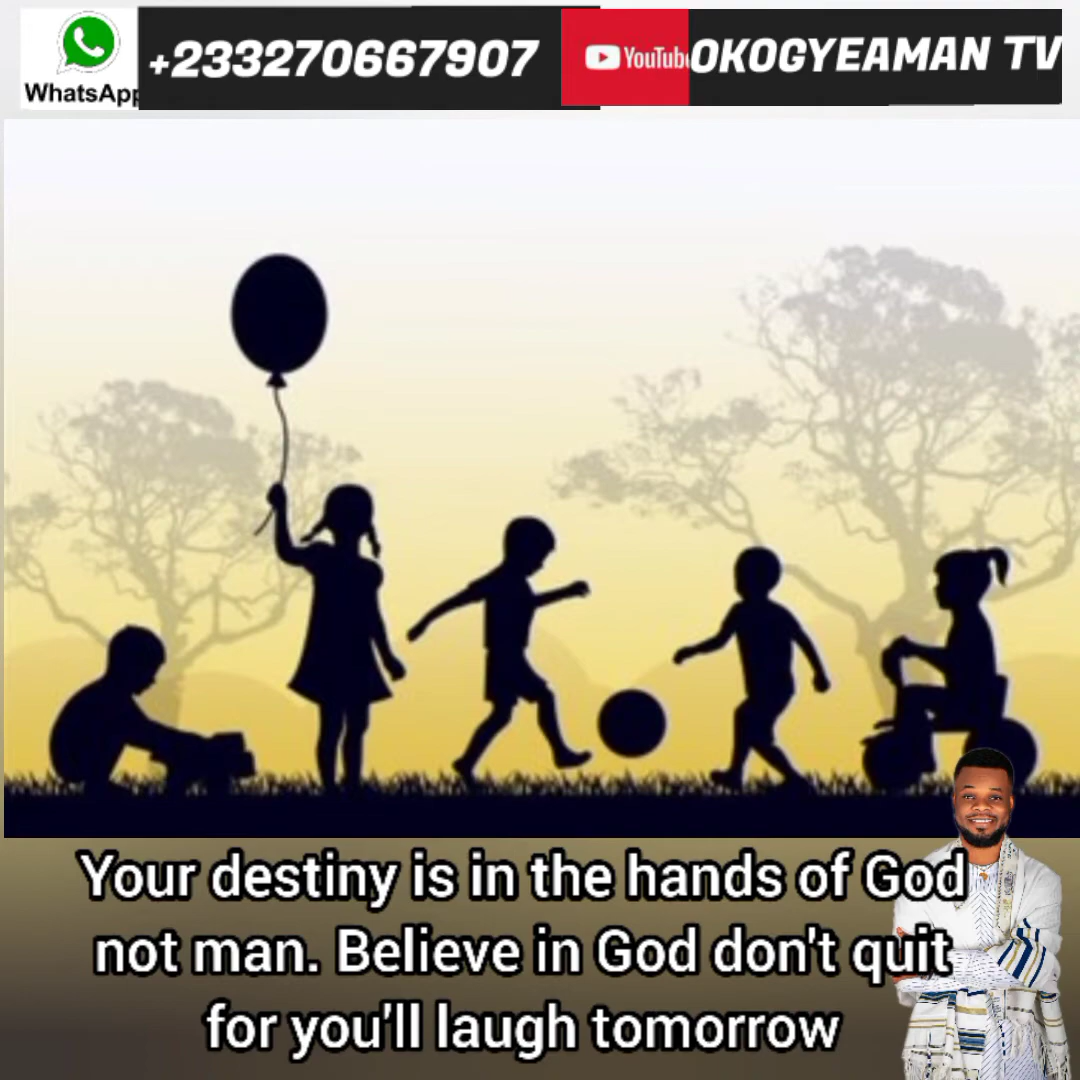 WhatsApp
+233270667907
YouTube
OKOGYEAMAN TV
Your destiny is in the hands of God
not man. Believe in God don't quit
for you'll laugh tomorrow